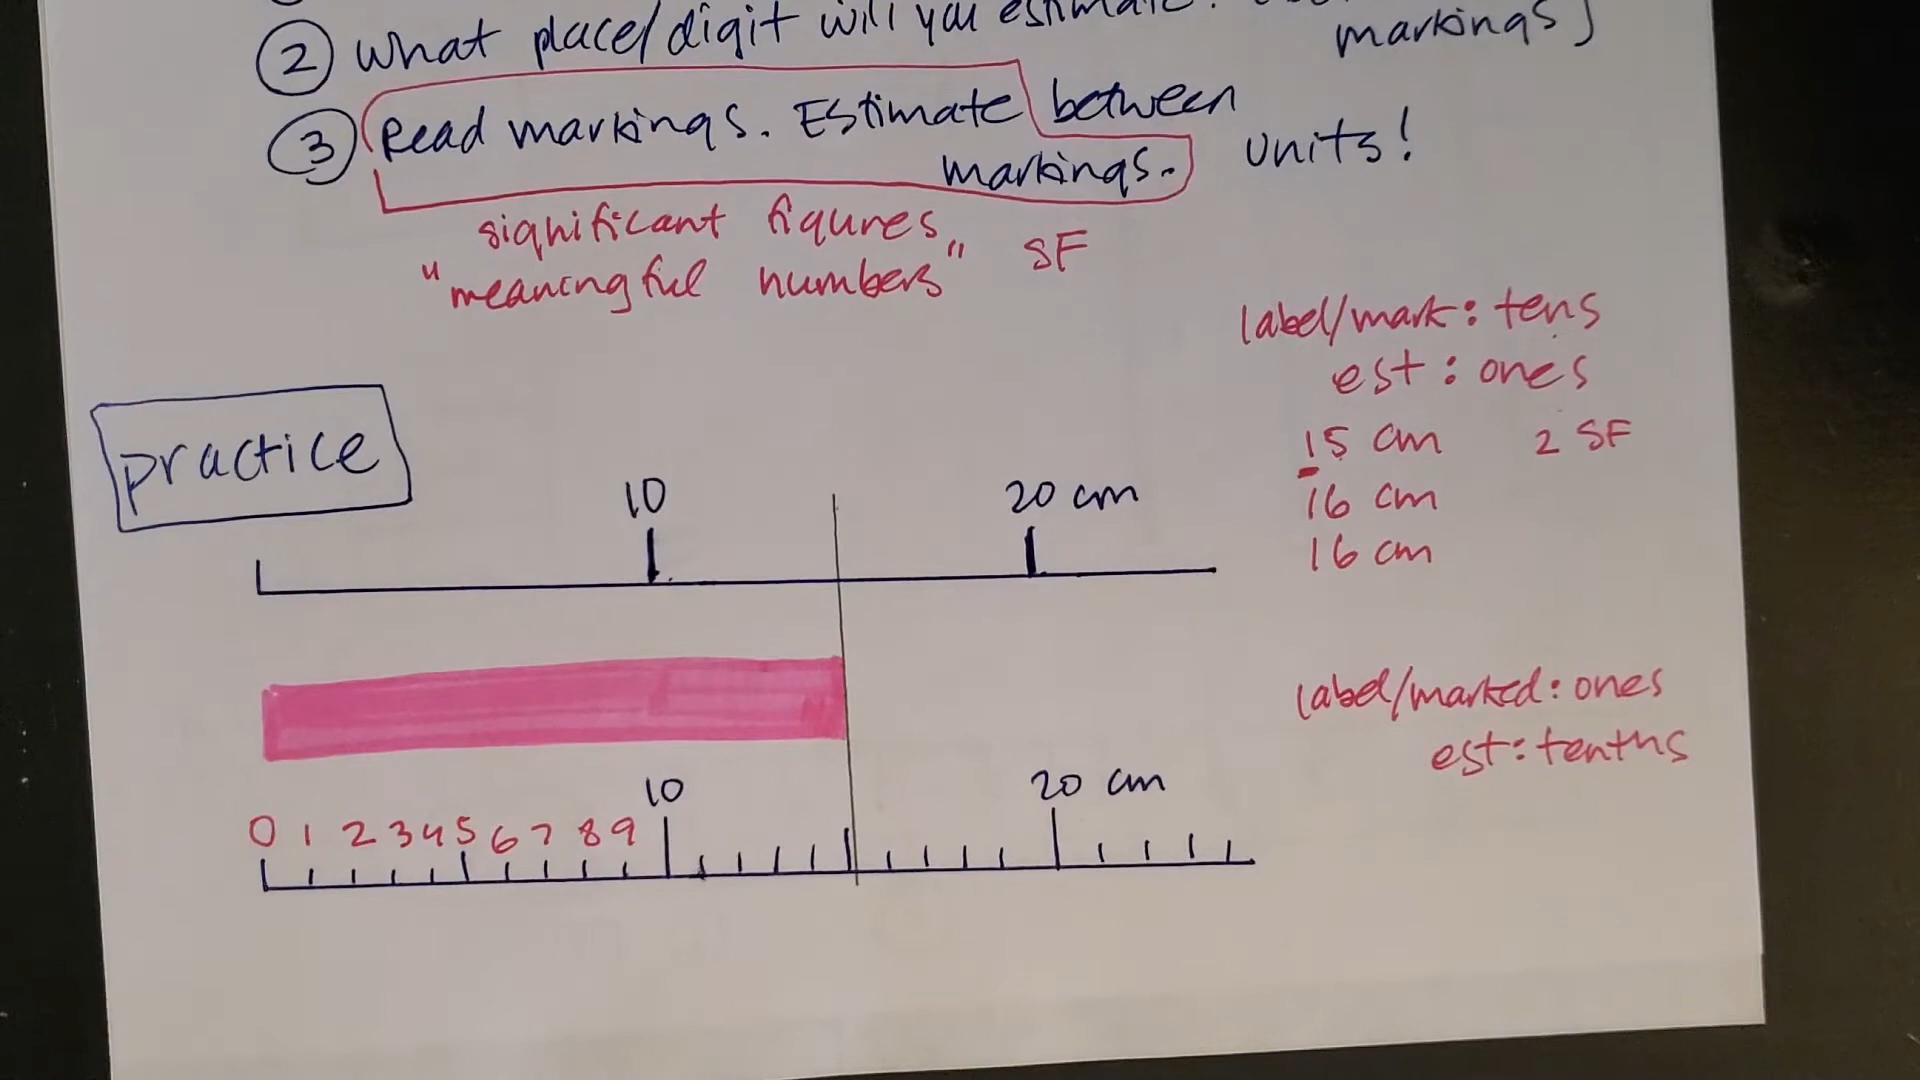 ② What place/digit will you estimate?
markings]
③ Read markings. Estimate between
markings. units!
significant figures
"meaningful numbers" SF
label/mark: tens
est: ones
15 cm 2 SF
16 cm
16 cm
practice
10 20 cm
label/marked: ones
est: tenths
10 20 cm
0 1 2 3 4 5 6 7 8 9